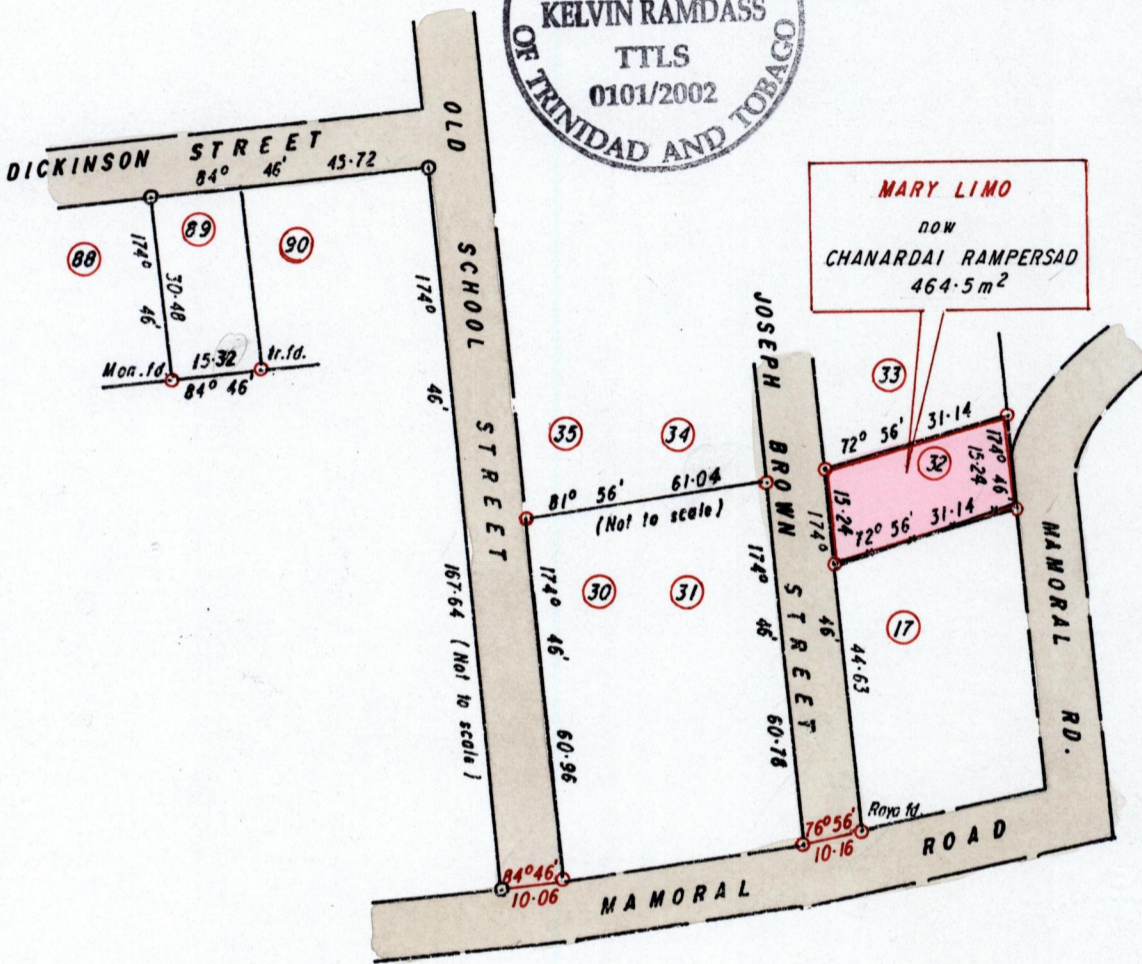 KELVIN RAMDASS
TTLS
0101/2002
OF TRINIDAD AND TOBAGO
DICKINSON STREET
84° 46' 45·72
OLD SCHOOL STREET
88
89
90
174° 46'
30·48
Mon. fd.
15·32
Ir. fd.
84° 46'
174° 46'
167·64 (Not to scale)
MARY LIMO
now
CHANARDAI RAMPERSAD
464·5 m²
JOSEPH BROWN STREET
33
72° 56' 31·14
32
174° 46'
15·24
15·24
72° 56' 31·14
174° 46'
44·63
35
34
81° 56' 61·04
(Not to scale)
30
31
174° 46'
60·96
174° 46'
60·78
17
MAMORAL RD.
fd.
76° 56'
10·16
84° 46'
10·06
MAMORAL ROAD